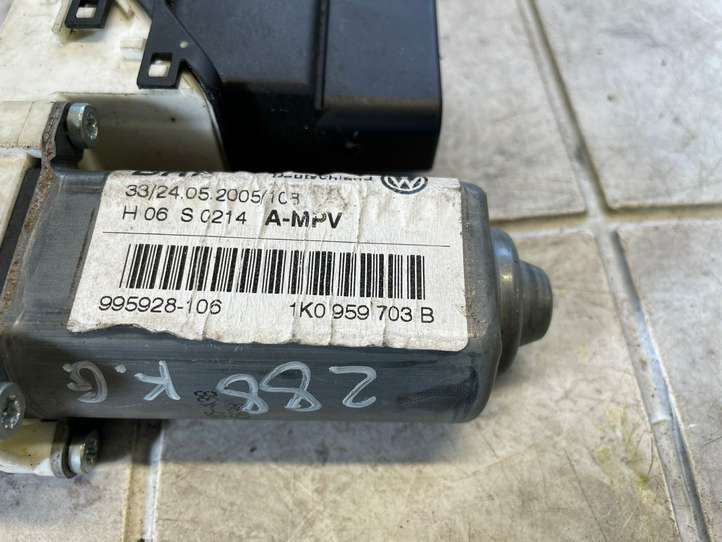 33/24.05.2005/10
H 06 S 0214 A-MPV
995928-106 1K0 959 703 B
288 K.G.